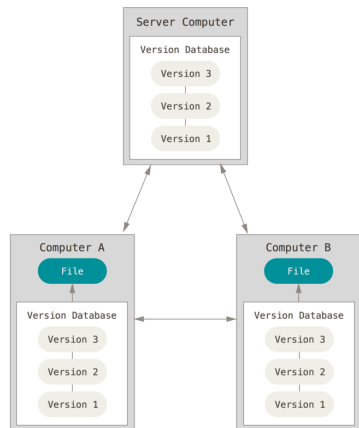 Server Computer
Version Database
Version 3
Version 2
Version 1
Computer A
File
Version Database
Version 3
Version 2
Version 1
Computer B
File
Version Database
Version 3
Version 2
Version 1